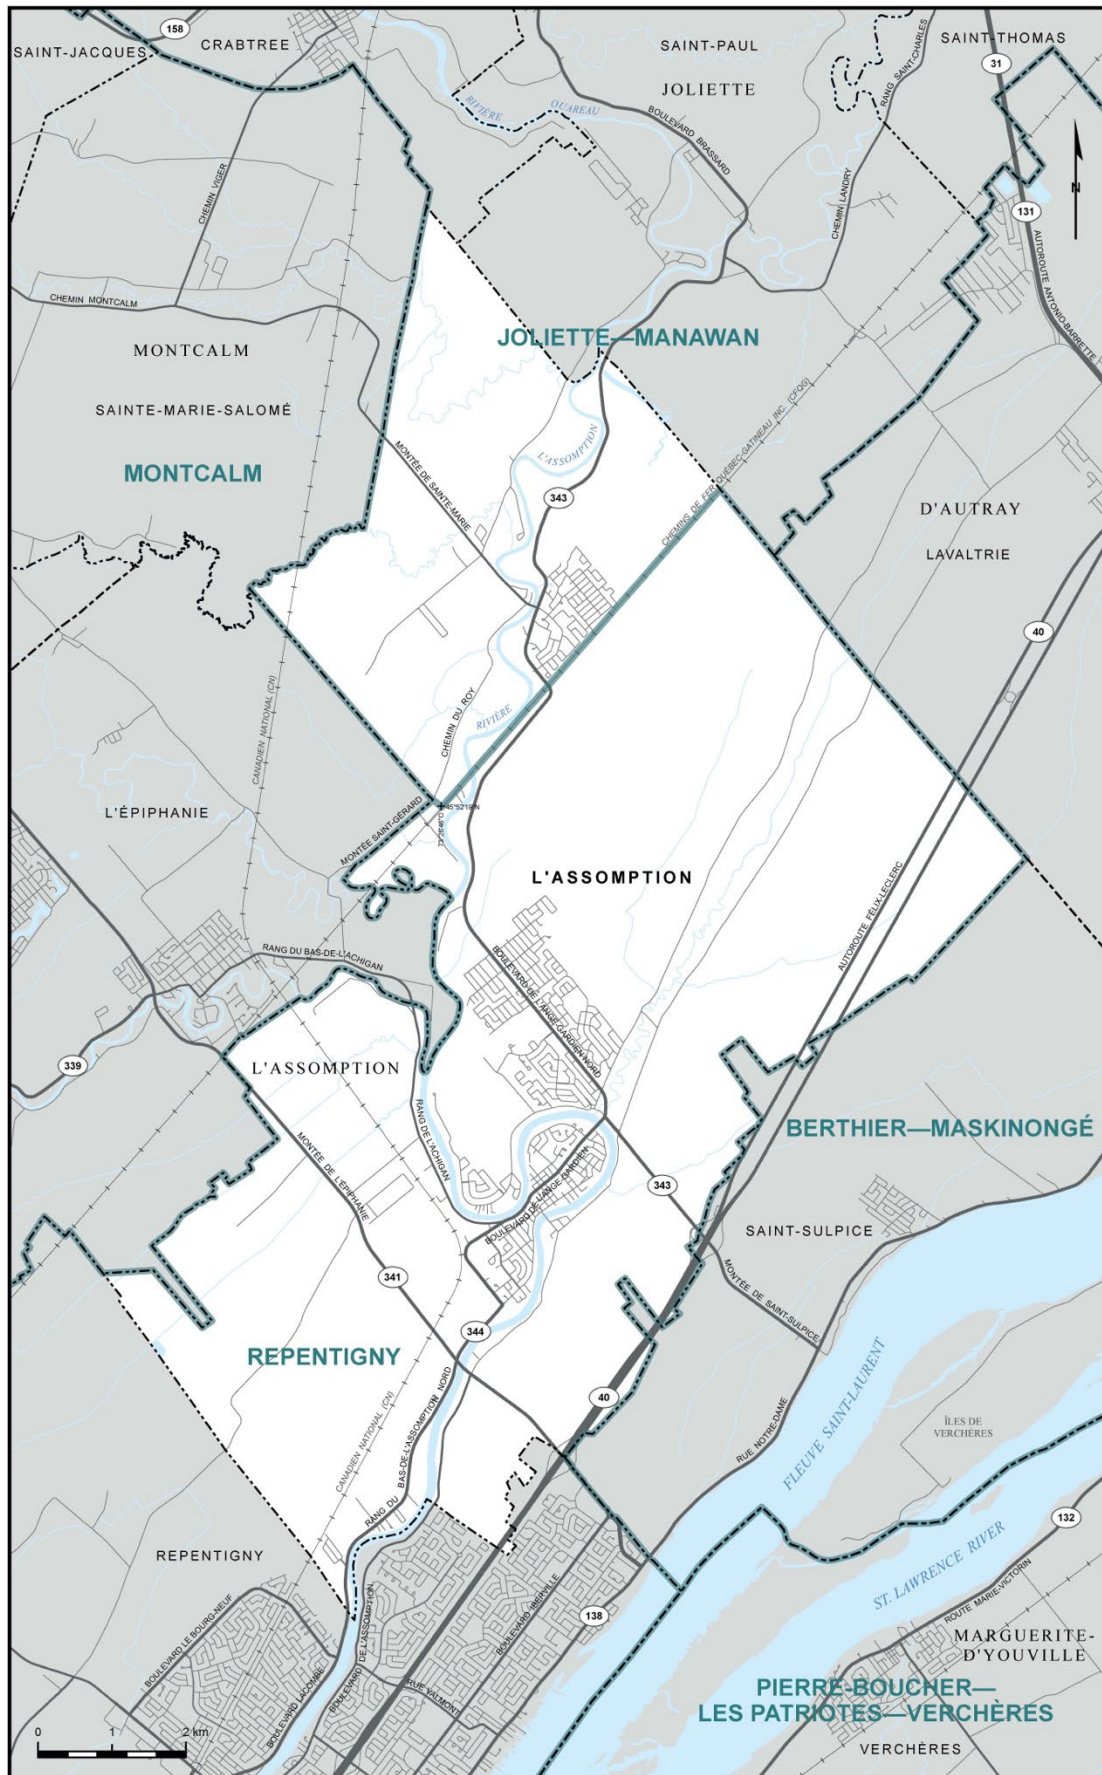 158
SAINT-JACQUES
CRABTREE
SAINT-PAUL
JOLIETTE
RANG SAINT-CHARLES
SAINT-THOMAS
31
RIVIÈRE
OUAREAU
BOULEVARD BRASSARD
CHEMIN VIGER
CHEMIN LANDRY
N
131
AUTOROUTE ANTONIO-BARRETTE
CHEMIN MONTCALM
MONTCALM
JOLIETTE—MANAWAN
SAINTE-MARIE-SALOMÉ
MONTCALM
MONTÉE DE SAINTE-MARIE
L'ASSOMPTION
343
CHEMINS DE FER QUÉBEC-GATINEAU INC. (CFQG)
D'AUTRAY
LAVALTRIE
40
CANADIEN NATIONAL (CN)
CHEMIN DU ROY
RIVIÈRE
L'ÉPIPHANIE
MONTÉE SAINT-GÉRARD
45°52'19"N
73°26'46"O
L'ASSOMPTION
AUTOROUTE FÉLIX-LECLERC
RANG DU BAS-DE-L'ACHIGAN
BOULEVARD DE L'ANGE-GARDIEN NORD
339
L'ASSOMPTION
RANG DE L'ACHIGAN
BERTHIER—MASKINONGÉ
MONTÉE DE L'ÉPIPHANIE
BOULEVARD DE L'ANGE-GARDIEN
343
SAINT-SULPICE
341
MONTÉE DE SAINT-SULPICE
344
REPENTIGNY
40
CANADIEN NATIONAL (CN)
RANG DU BAS-DE-L'ASSOMPTION NORD
RUE NOTRE-DAME
FLEUVE SAINT-LAURENT
ÎLES DE
VERCHÈRES
132
REPENTIGNY
ST. LAWRENCE RIVER
ROUTE MARIE-VICTORIN
BOULEVARD LE BOURG-NEUF
BOULEVARD LACOMBE
BOULEVARD DE L'ASSOMPTION
BOULEVARD IBERVILLE
138
RUE VALMONT
MARGUERITE-
D'YOUVILLE
PIERRE-BOUCHER—
LES PATRIOTES—VERCHÈRES
VERCHÈRES
0 1 2 km